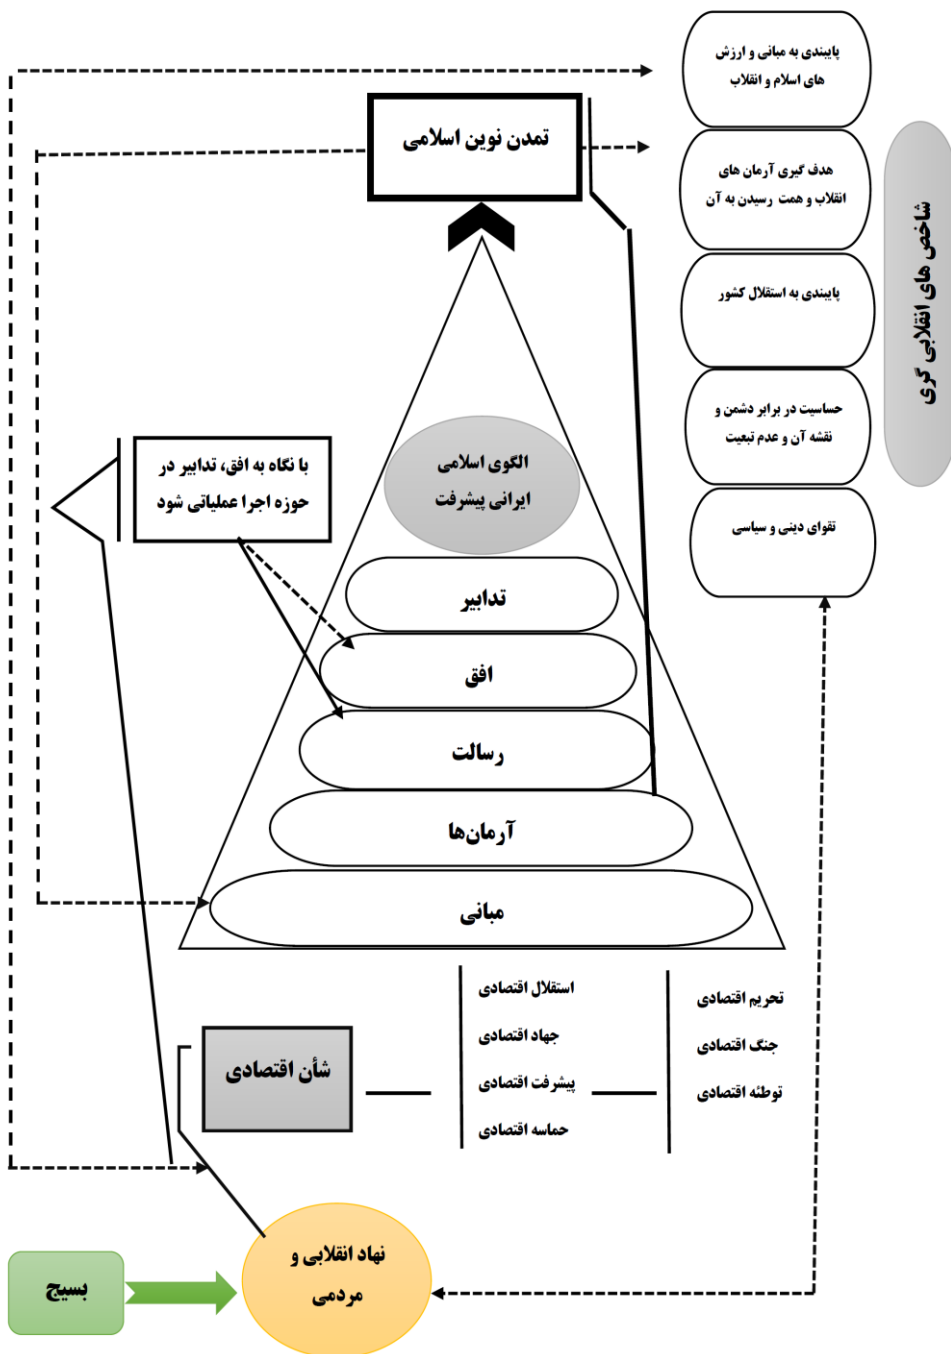 پایبندی به مبانی و ارزش
های اسلام و انقلاب
تمدن نوین اسلامی
هدف گیری آرمان های
انقلاب و همت رسیدن به آن
شاخص های انقلابی گری
پایبندی به استقلال کشور
حساسیت در برابر دشمن و
نقشه آن و عدم تبعیت
تقوای دینی و سیاسی
با نگاه به افق، تدابیر در
حوزه اجرا عملیاتی شود
الگوی اسلامی
ایرانی پیشرفت
تدابیر
افق
رسالت
آرمان‌ها
مبانی
تحریم اقتصادی
جنگ اقتصادی
توطئه اقتصادی
استقلال اقتصادی
جهاد اقتصادی
پیشرفت اقتصادی
حماسه اقتصادی
شأن اقتصادی
نهاد انقلابی و
مردمی
بسیج